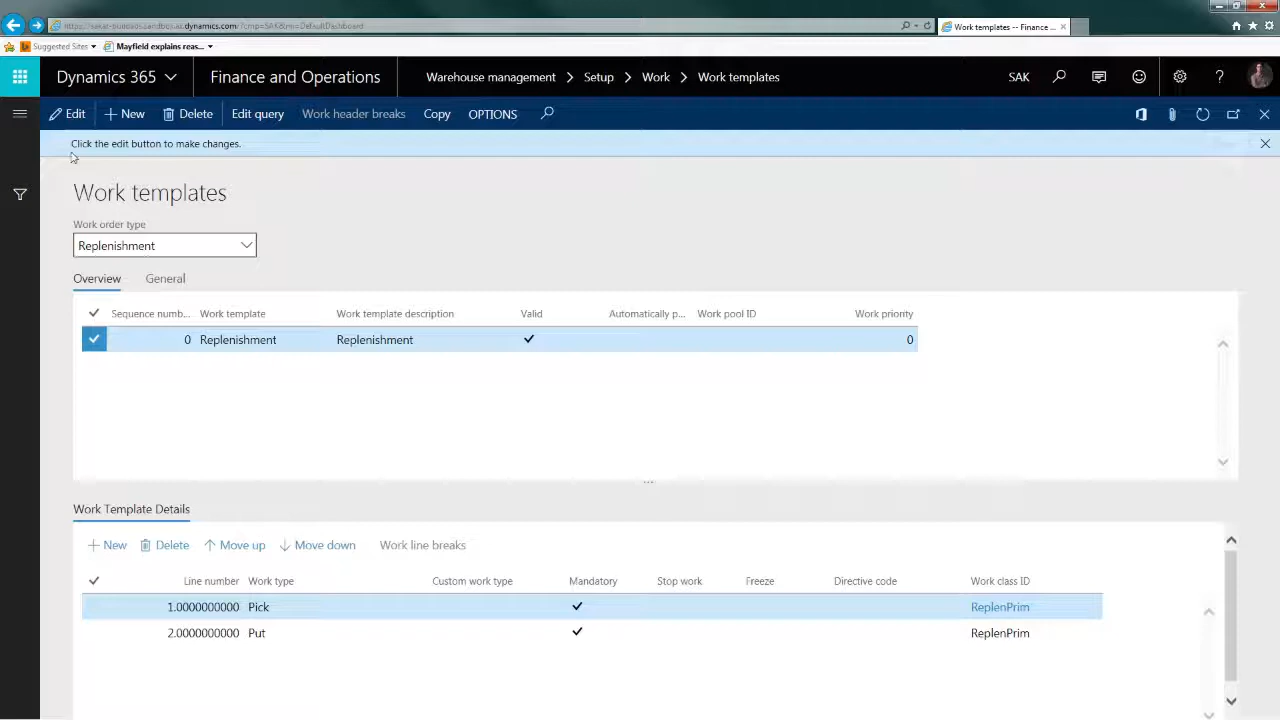 Work templates -- Finance ...
Suggested Sites
Mayfield explains reas...
Dynamics 365
Finance and Operations
Warehouse management > Setup > Work > Work templates
SAK
?
Edit
+ New
Delete
Edit query
Work header breaks
Copy
OPTIONS
Click the edit button to make changes.
Work templates
Work order type
Replenishment
Overview
General
Sequence numb... Work template Work template description Valid Automatically p... Work pool ID Work priority
0 Replenishment Replenishment 0
Work Template Details
+ New
Delete
Move up
Move down
Work line breaks
Line number Work type Custom work type Mandatory Stop work Freeze Directive code Work class ID
1.0000000000 Pick ReplenPrim
2.0000000000 Put ReplenPrim